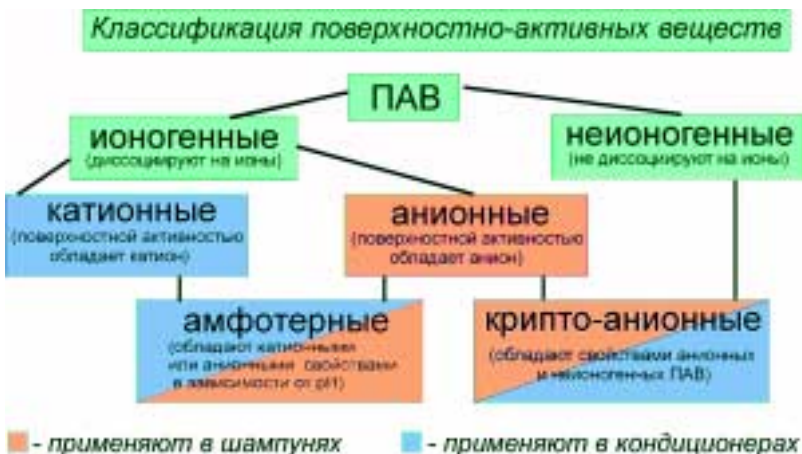 Классификация поверхностно-активных веществ
ПАВ
ионогенные
(диссоциируют на ионы)
неионогенные
(не диссоциируют на ионы)
катионные
(поверхностной активностью
обладает катион)
анионные
(поверхностной активностью
обладает анион)
амфотерные
(обладают катионными
или анионными свойствами
в зависимости от pH)
крипто-анионные
(обладают свойствами анионных
и неионогенных ПАВ)
- применяют в шампунях
- применяют в кондиционерах